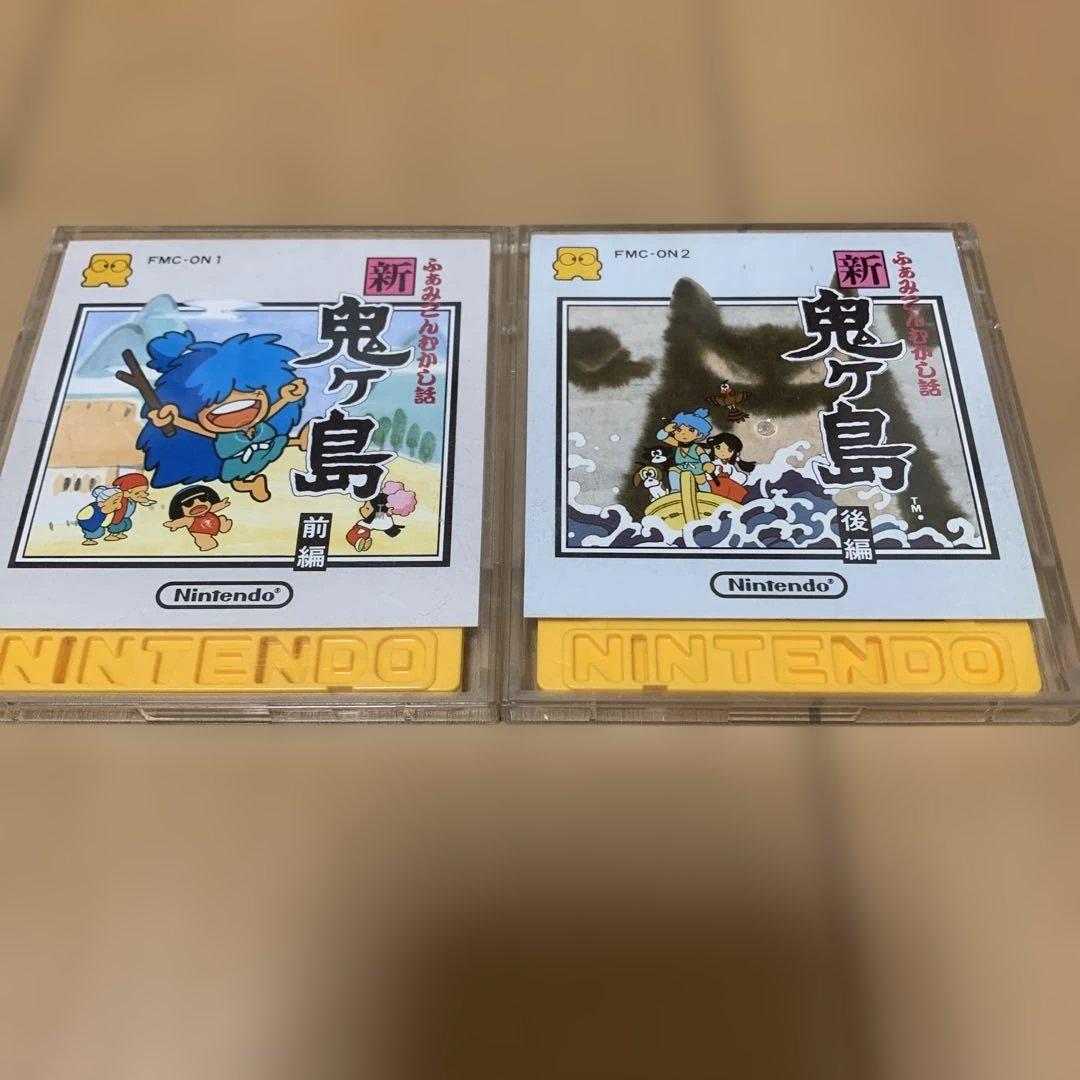 FMC-ON1
ふぁみこんむかし話
新
鬼ヶ島
前編
Nintendo®
NINTENDO
FMC-ON2
ふぁみこんむかし話
新
鬼ヶ島
TM
後編
Nintendo®
NINTENDO